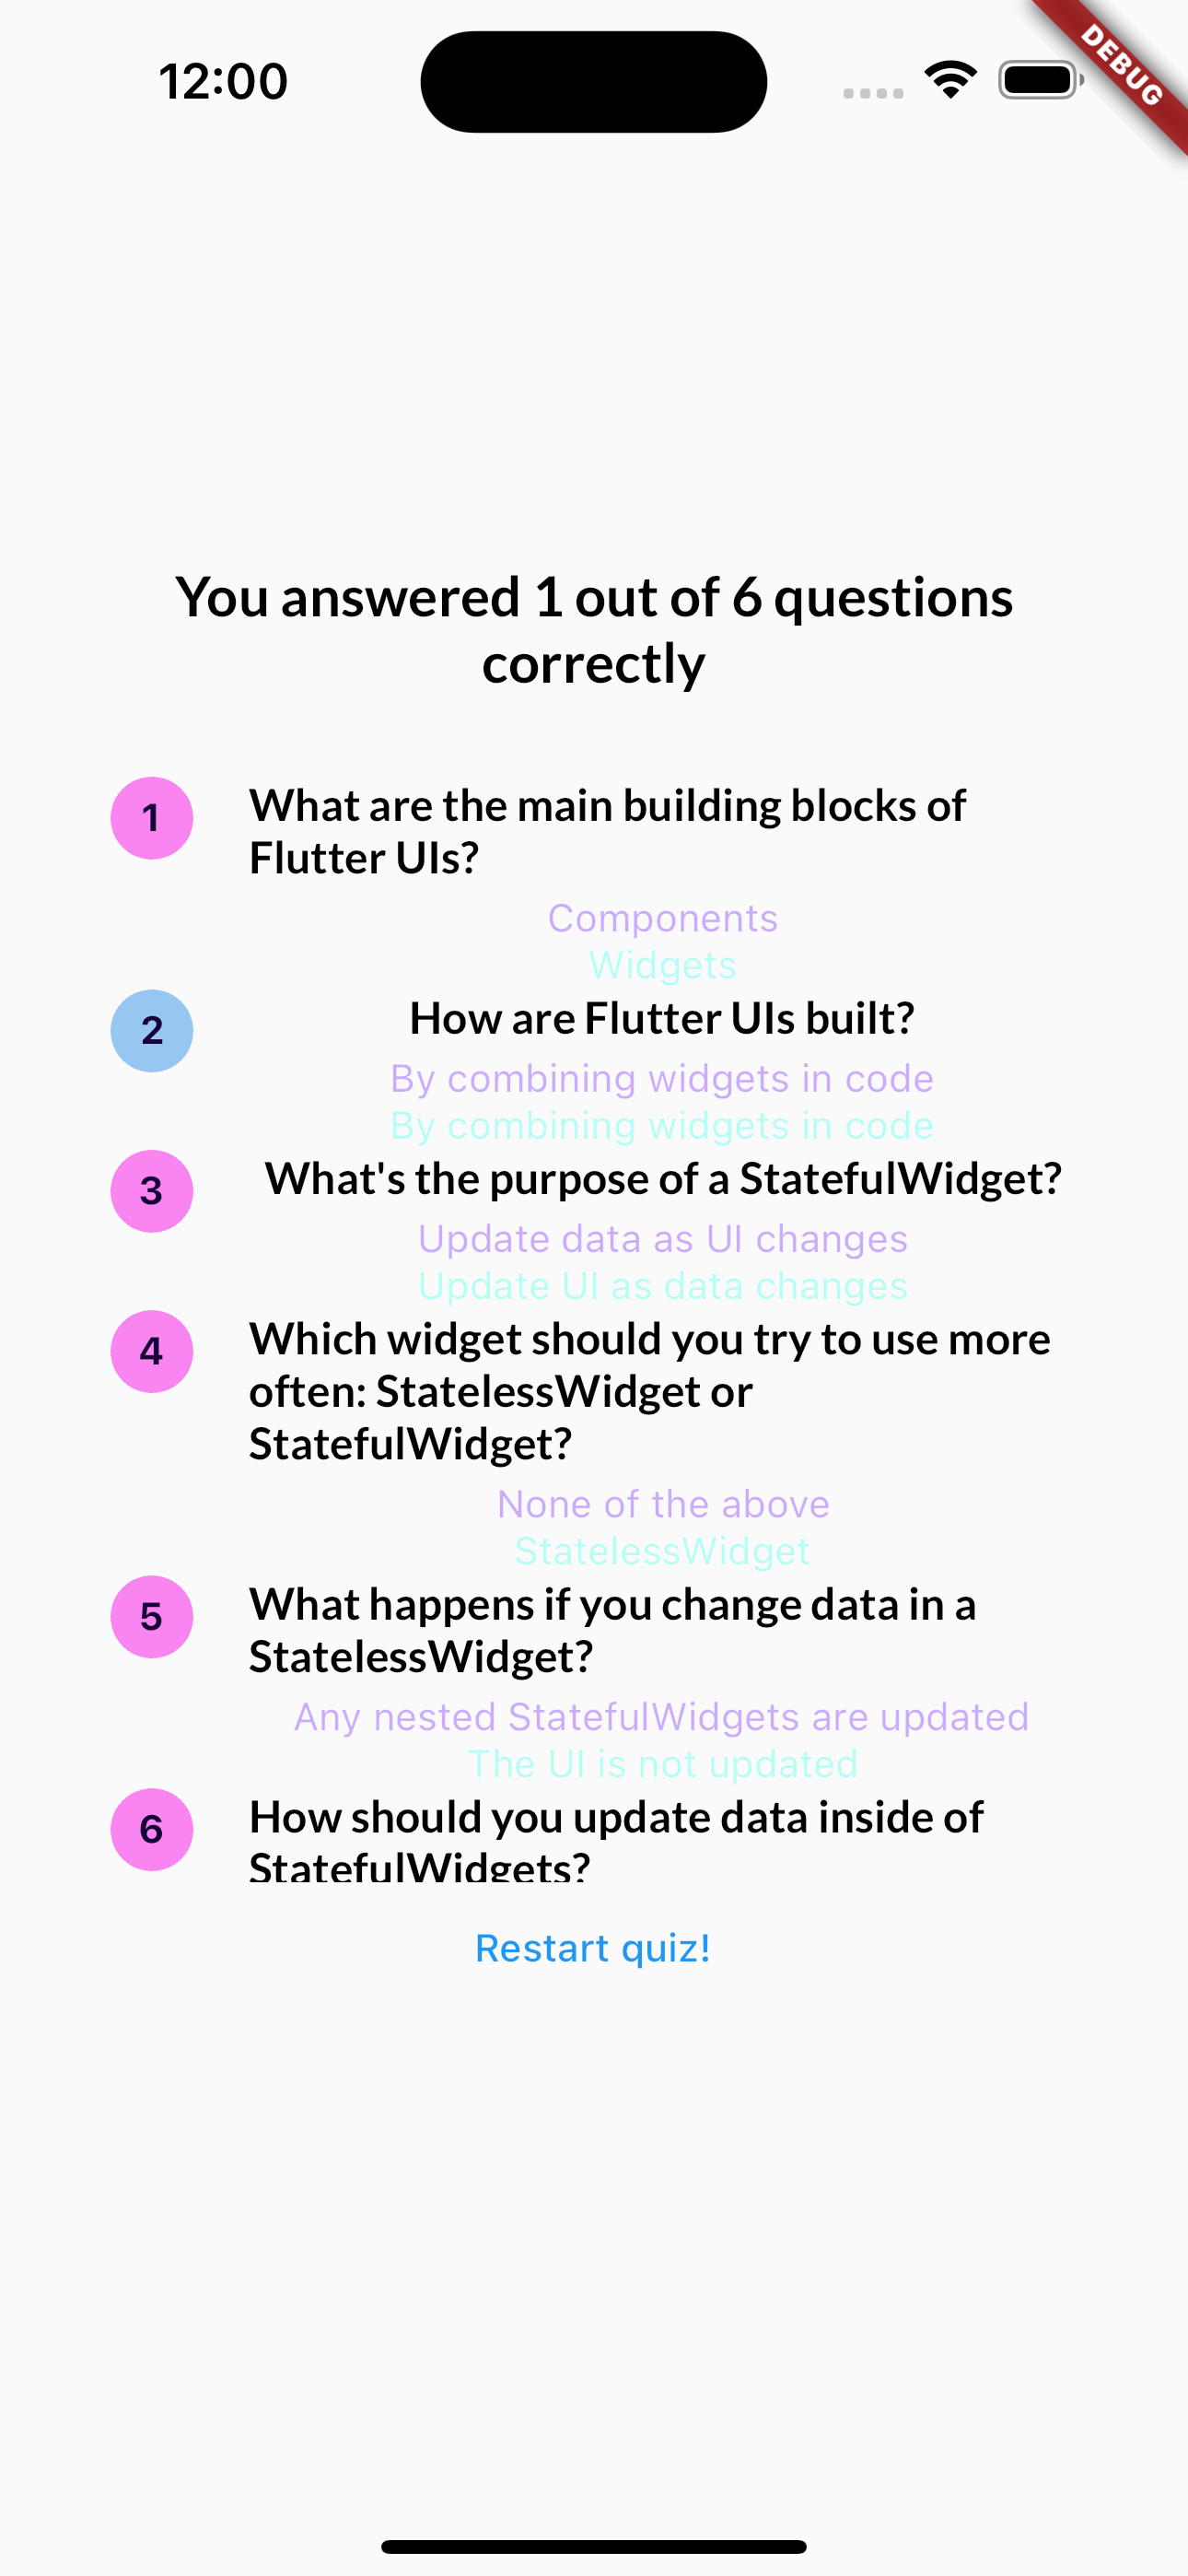 12:00
DEBUG
You answered 1 out of 6 questions
correctly
1
What are the main building blocks of
Flutter UIs?
Components
Widgets
2
How are Flutter UIs built?
By combining widgets in code
By combining widgets in code
3
What's the purpose of a StatefulWidget?
Update data as UI changes
Update UI as data changes
4
Which widget should you try to use more
often: StatelessWidget or
StatefulWidget?
None of the above
StatelessWidget
5
What happens if you change data in a
StatelessWidget?
Any nested StatefulWidgets are updated
The UI is not updated
6
How should you update data inside of
StatefulWidgets?
Restart quiz!